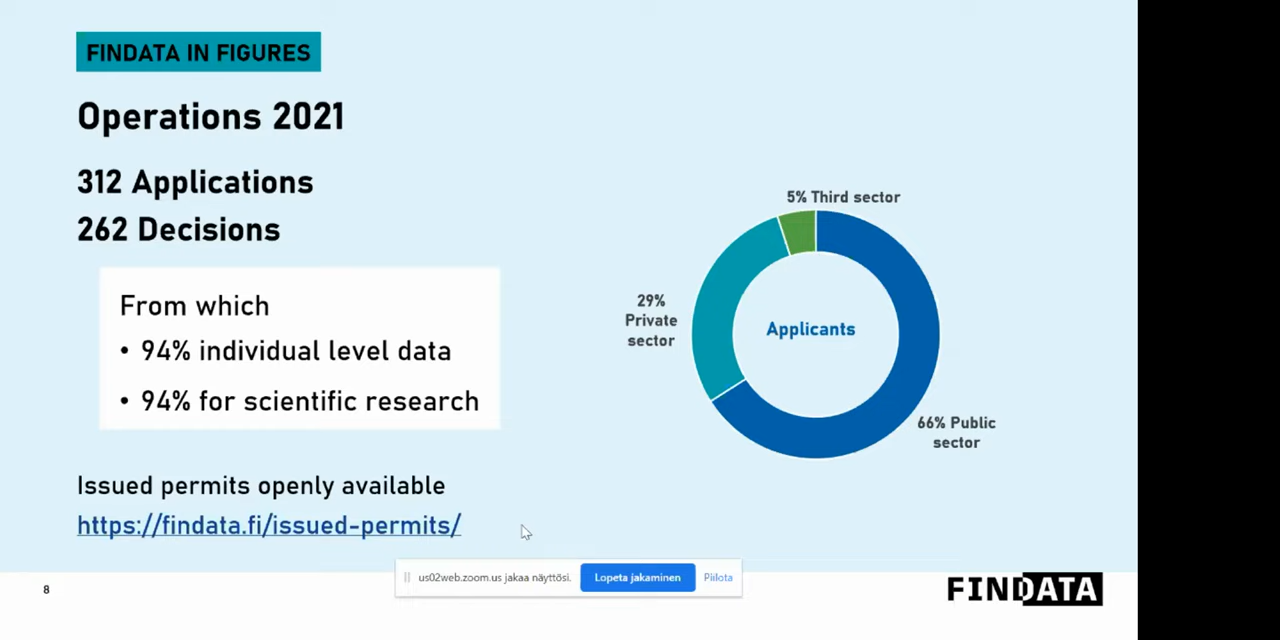 FINDATA IN FIGURES
Operations 2021
312 Applications
262 Decisions
From which
• 94% individual level data
• 94% for scientific research
Issued permits openly available
https://findata.fi/issued-permits/
5% Third sector
29%
Private
sector
Applicants
66% Public
sector
us02web.zoom.us jakaa näyttösi.
Lopeta jakaminen
Piilota
8
FINDATA